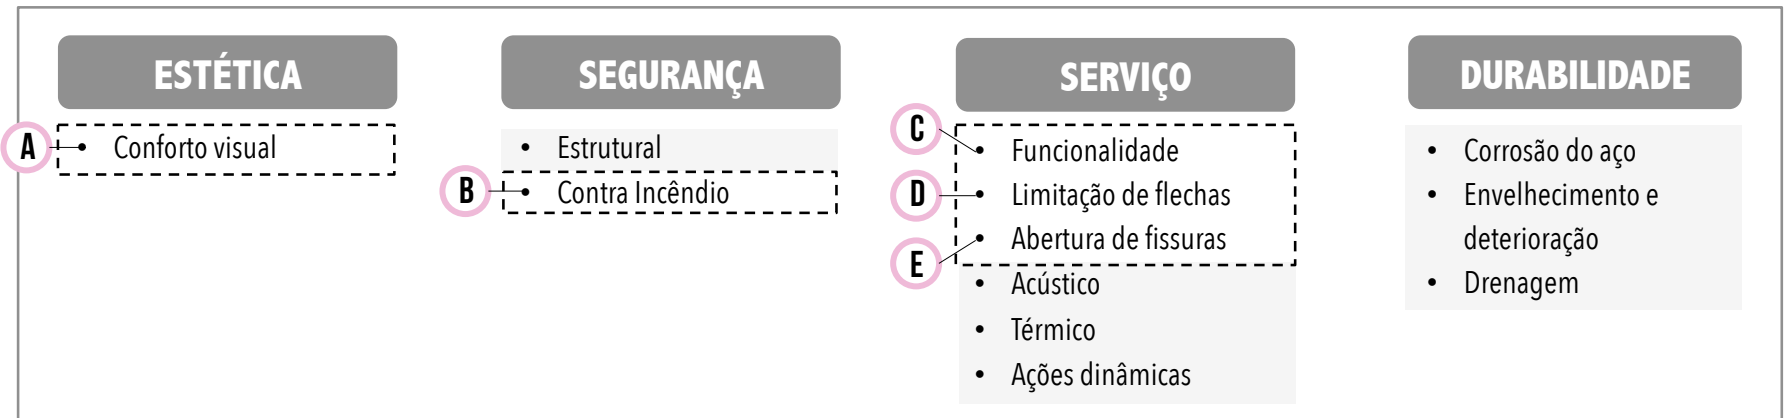 ESTÉTICA
A
• Conforto visual
SEGURANÇA
• Estrutural
B
• Contra Incêndio
SERVIÇO
C
• Funcionalidade
D
• Limitação de flechas
E
• Abertura de fissuras
• Acústico
• Térmico
• Ações dinâmicas
DURABILIDADE
• Corrosão do aço
• Envelhecimento e
deterioração
• Drenagem